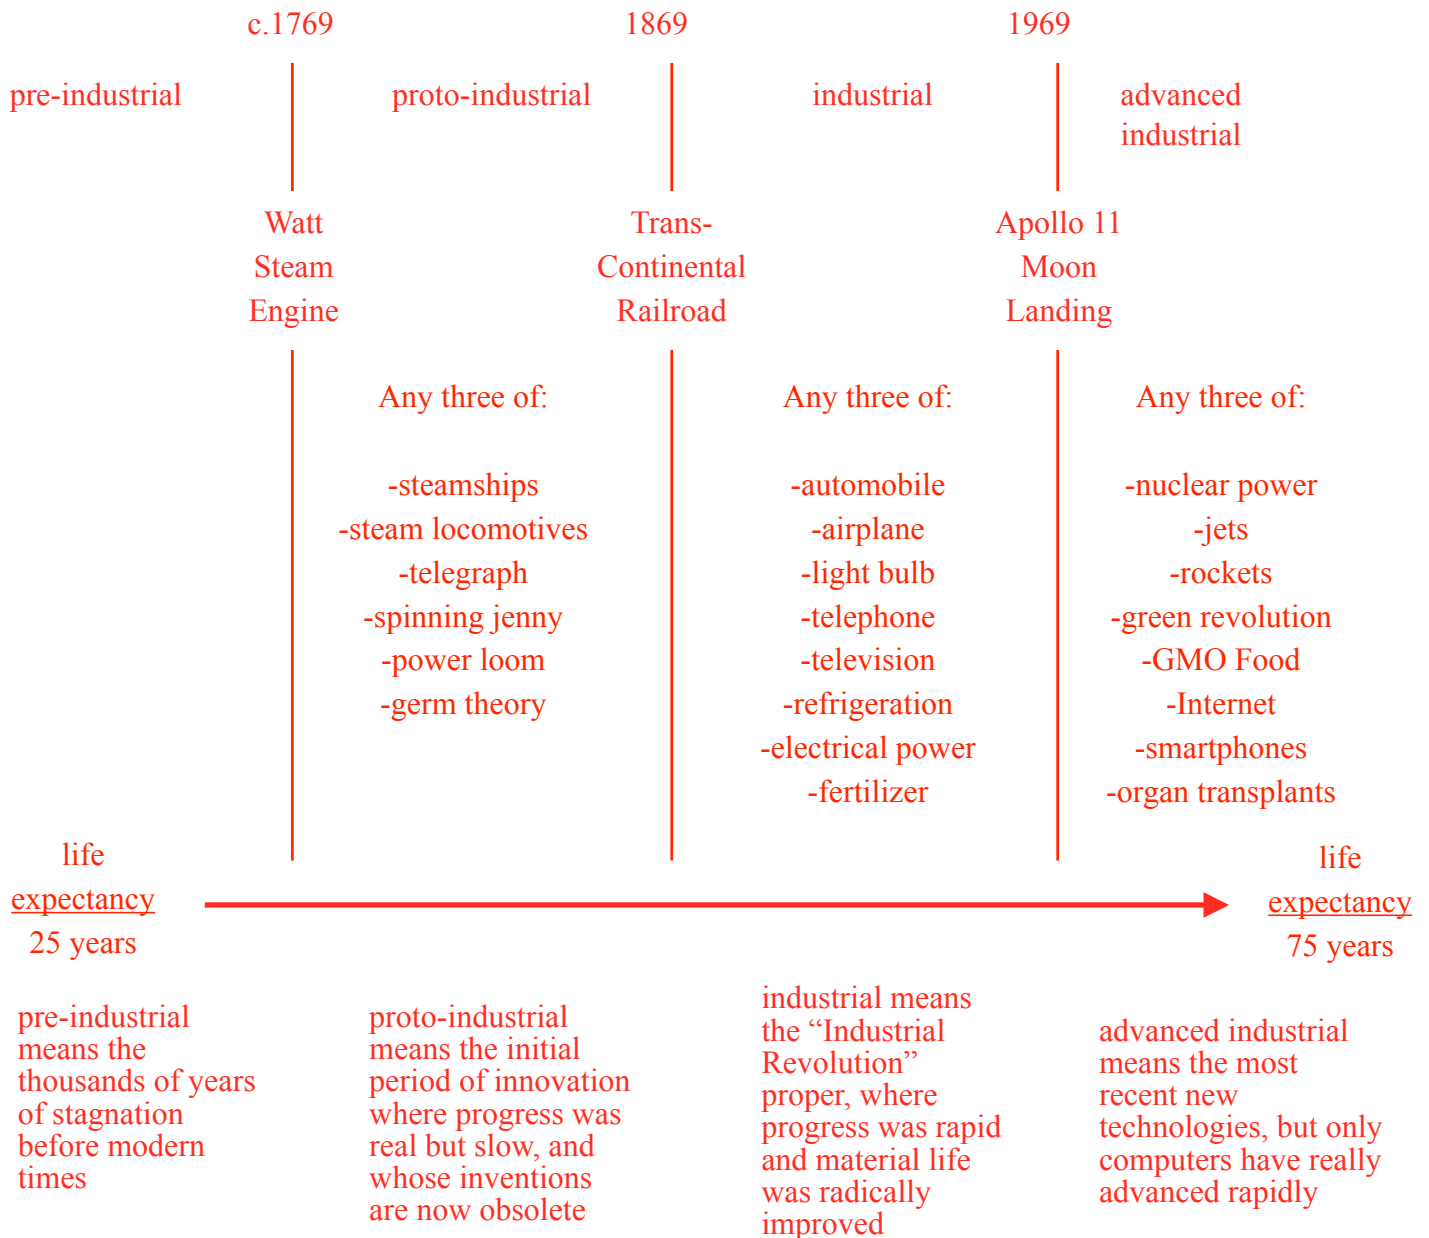 c.1769
1869
1969
pre-industrial
proto-industrial
industrial
advanced
industrial
Watt
Steam
Engine
Trans-
Continental
Railroad
Apollo 11
Moon
Landing
Any three of:
-steamships
-steam locomotives
-telegraph
-spinning jenny
-power loom
-germ theory
Any three of:
-automobile
-airplane
-light bulb
-telephone
-television
-refrigeration
-electrical power
-fertilizer
Any three of:
-nuclear power
-jets
-rockets
-green revolution
-GMO Food
-Internet
-smartphones
-organ transplants
life
expectancy
25 years
life
expectancy
75 years
pre-industrial
means the
thousands of years
of stagnation
before modern
times
proto-industrial
means the initial
period of innovation
where progress was
real but slow, and
whose inventions
are now obsolete
industrial means
the “Industrial
Revolution”
proper, where
progress was rapid
and material life
was radically
improved
advanced industrial
means the most
recent new
technologies, but only
computers have really
advanced rapidly